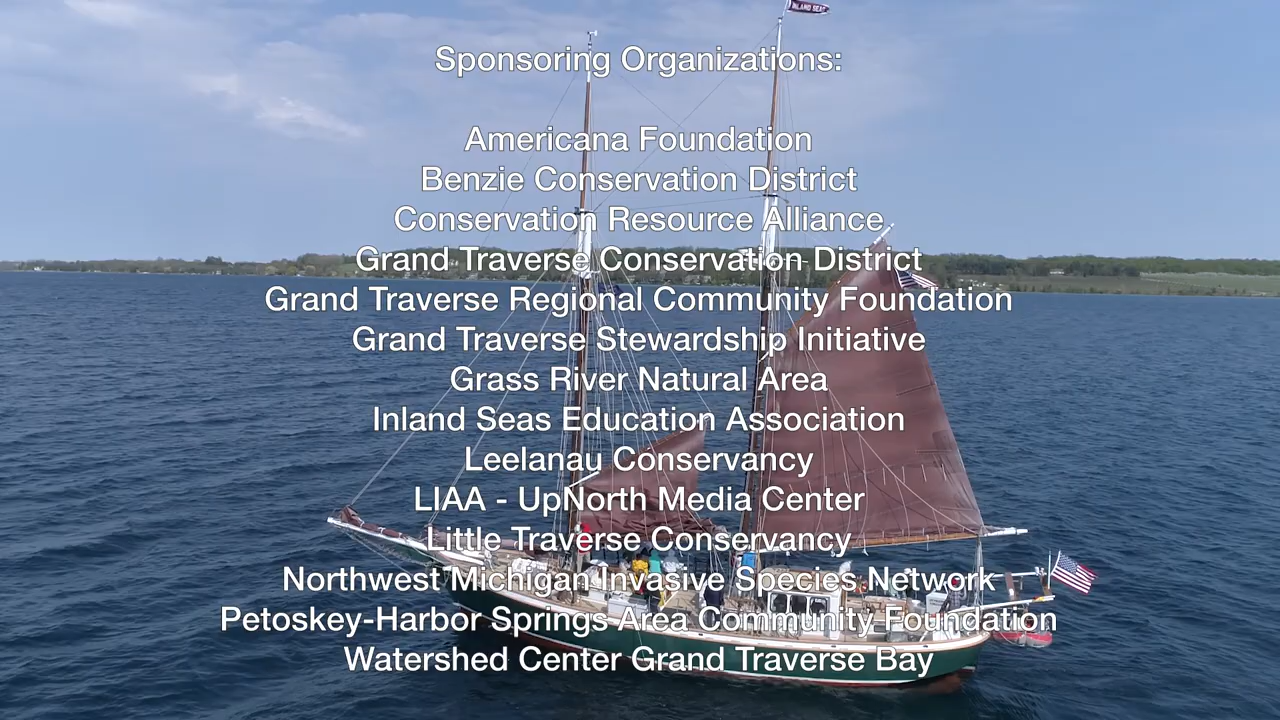 INLAND SEAS
Sponsoring Organizations:
Americana Foundation
Benzie Conservation District
Conservation Resource Alliance
Grand Traverse Conservation District
Grand Traverse Regional Community Foundation
Grand Traverse Stewardship Initiative
Grass River Natural Area
Inland Seas Education Association
Leelanau Conservancy
LIAA - UpNorth Media Center
Little Traverse Conservancy
Northwest Michigan Invasive Species Network
Petoskey-Harbor Springs Area Community Foundation
Watershed Center Grand Traverse Bay